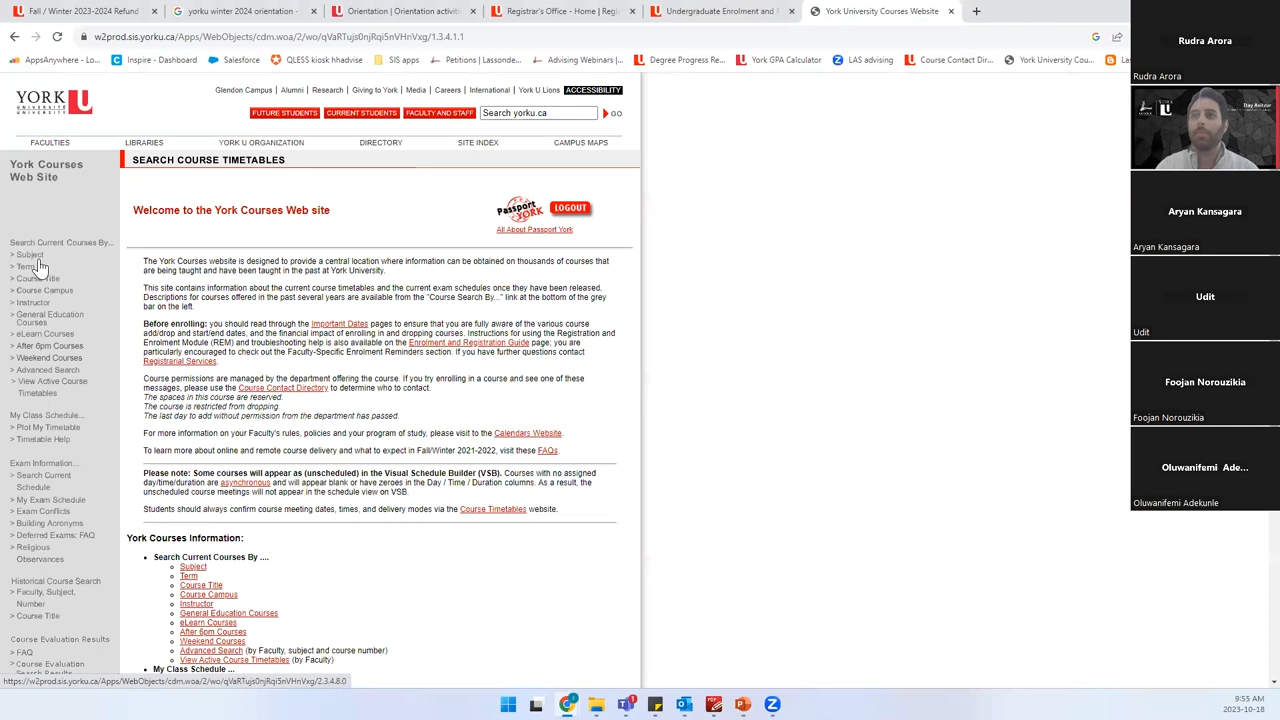 Fall / Winter 2023-2024 Refund
yorku winter 2024 orientation -
Orientation | Orientation activiti
Registrar's Office - Home | Regi
Undergraduate Enrolment and R
York University Courses Website
w2prod.sis.yorku.ca/Apps/WebObjects/cdm.woa/2/wo/qVaRTujs0njRqi5nVHnVng/1.3.4.1.1
AppsAnywhere - Lo...
Inspire - Dashboard
Salesforce
QLESS kiosk hhadvise
SIS apps
Petitions | Lassonde...
Advising Webinars |...
Degree Progress Re...
York GPA Calculator
LAS advising
Course Contact Dir...
York University Cou...
Las
YORK U
UNIVERSITÉ
UNIVERSITY
Glendon Campus | Alumni | Research | Giving to York | Media | Careers | International | York U Lions ACCESSIBILITY
FUTURE STUDENTS CURRENT STUDENTS FACULTY AND STAFF Search yorku.ca GO
FACULTIES LIBRARIES YORK U ORGANIZATION DIRECTORY SITE INDEX CAMPUS MAPS
York Courses
Web Site
Search Current Courses By...
> Subject
> Term
> Course Title
> Course Campus
> Instructor
> General Education
Courses
> eLearn Courses
> After 6pm Courses
> Weekend Courses
> Advanced Search
> View Active Course
Timetables
My Class Schedule...
> Plot My Timetable
> Timetable Help
Exam Information...
> Search Current
Schedule
> My Exam Schedule
> Exam Conflicts
> Building Acronyms
> Deferred Exams: FAQ
> Religious
Observances
Historical Course Search
> Faculty, Subject,
Number
> Course Title
Course Evaluation Results
> FAQ
> Course Evaluation
Search Results
SEARCH COURSE TIMETABLES
Welcome to the York Courses Web site
Passport YORK LOGOUT
All About Passport York
The York Courses website is designed to provide a central location where information can be obtained on thousands of courses that
are being taught and have been taught in the past at York University.
This site contains information about the current course timetables and the current exam schedules once they have been released.
Descriptions for courses offered in the past several years are available from the "Course Search By..." link at the bottom of the grey
bar on the left.
Before enrolling: you should read through the Important Dates pages to ensure that you are fully aware of the various course
add/drop and start/end dates, and the financial impact of enrolling in and dropping courses. Instructions for using the Registration and
Enrolment Module (REM) and troubleshooting help is also available on the Enrolment and Registration Guide page; you are
particularly encouraged to check out the Faculty-Specific Enrolment Reminders section. If you have further questions contact
Registrarial Services.
Course permissions are managed by the department offering the course. If you try enrolling in a course and see one of these
messages, please use the Course Contact Directory to determine who to contact.
The spaces in this course are reserved.
The course is restricted from dropping.
The last day to add without permission from the department has passed.
For more information on your Faculty's rules, policies and your program of study, please visit to the Calendars Website.
To learn more about online and remote course delivery and what to expect in Fall/Winter 2021-2022, visit these FAQs.
Please note: Some courses will appear as (unscheduled) in the Visual Schedule Builder (VSB). Courses with no assigned
day/time/duration are asynchronous and will appear blank or have zeroes in the Day / Time / Duration columns. As a result, the
unscheduled course meetings will not appear in the schedule view on VSB.
Students should always confirm course meeting dates, times, and delivery modes via the Course Timetables website.
York Courses Information:
Search Current Courses By ....
Subject
Term
Course Title
Course Campus
Instructor
General Education Courses
eLearn Courses
After 6pm Courses
Weekend Courses
Advanced Search (by Faculty, subject and course number)
View Active Course Timetables (by Faculty)
My Class Schedule ...
https://w2prod.sis.yorku.ca/Apps/WebObjects/cdm.woa/2/wo/qVaRTujs0njRqi5nVHnVng/2.3.4.8.0
Rudra Arora
Rudra Arora
YORK U
Aryan Kansagara
Aryan Kansagara
Udit
Udit
Foojan Norouzikia
Foojan Norouzikia
Oluwanifemi Ade...
Oluwanifemi Adekunle
9:55 AM
2023-10-18